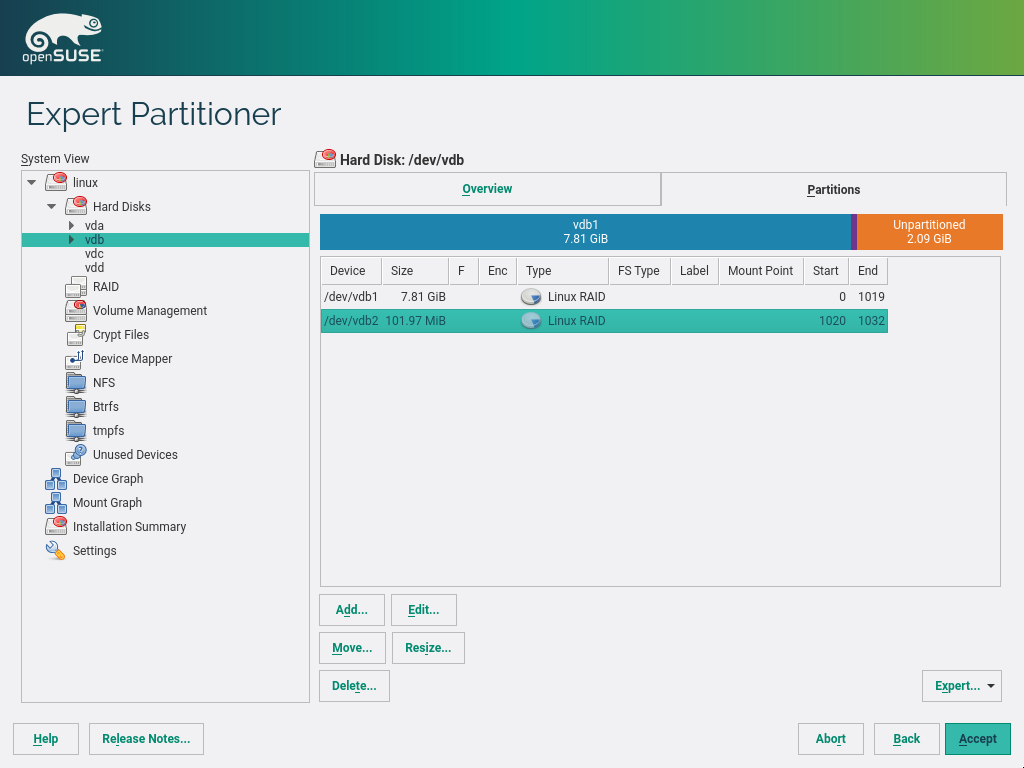 openSUSE
Expert Partitioner
System View
linux
Hard Disks
vda
vdb
vdc
vdd
RAID
Volume Management
Crypt Files
Device Mapper
NFS
Btrfs
tmpfs
Unused Devices
Device Graph
Mount Graph
Installation Summary
Settings
Hard Disk: /dev/vdb
Overview Partitions
vdb1 Unpartitioned
7.81 GiB 2.09 GiB
Device Size F Enc Type FS Type Label Mount Point Start End
/dev/vdb1 7.81 GiB Linux RAID 0 1019
/dev/vdb2 101.97 MiB Linux RAID 1020 1032
Add... Edit...
Move... Resize...
Delete... Expert...
Help Release Notes... Abort Back Accept